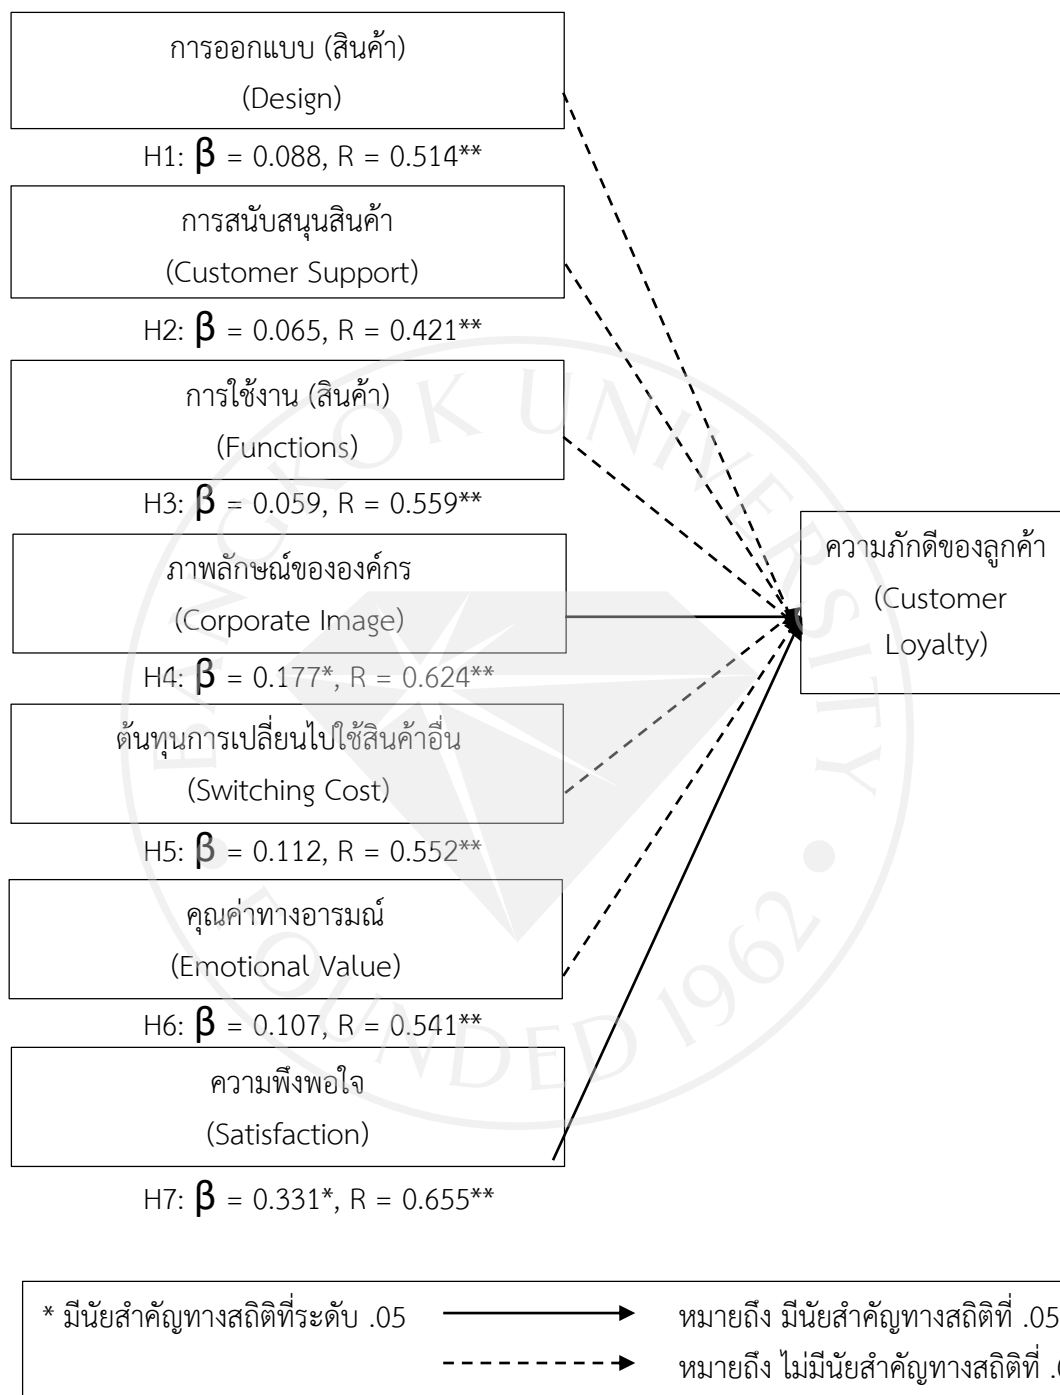 การออกแบบ (สินค้า)
(Design)
H1: β = 0.088, R = 0.514**
การสนับสนุนสินค้า
(Customer Support)
H2: β = 0.065, R = 0.421**
การใช้งาน (สินค้า)
(Functions)
H3: β = 0.059, R = 0.559**
ภาพลักษณ์ขององค์กร
(Corporate Image)
H4: β = 0.177*, R = 0.624**
ต้นทุนการเปลี่ยนไปใช้สินค้าอื่น
(Switching Cost)
H5: β = 0.112, R = 0.552**
คุณค่าทางอารมณ์
(Emotional Value)
H6: β = 0.107, R = 0.541**
ความพึงพอใจ
(Satisfaction)
H7: β = 0.331*, R = 0.655**
ความภักดีของลูกค้า
(Customer
Loyalty)
* มีนัยสำคัญทางสถิติที่ระดับ .05
หมายถึง มีนัยสำคัญทางสถิติที่ .05
หมายถึง ไม่มีนัยสำคัญทางสถิติที่
BANGKOK UNIVERSITY
FOUNDED 1962